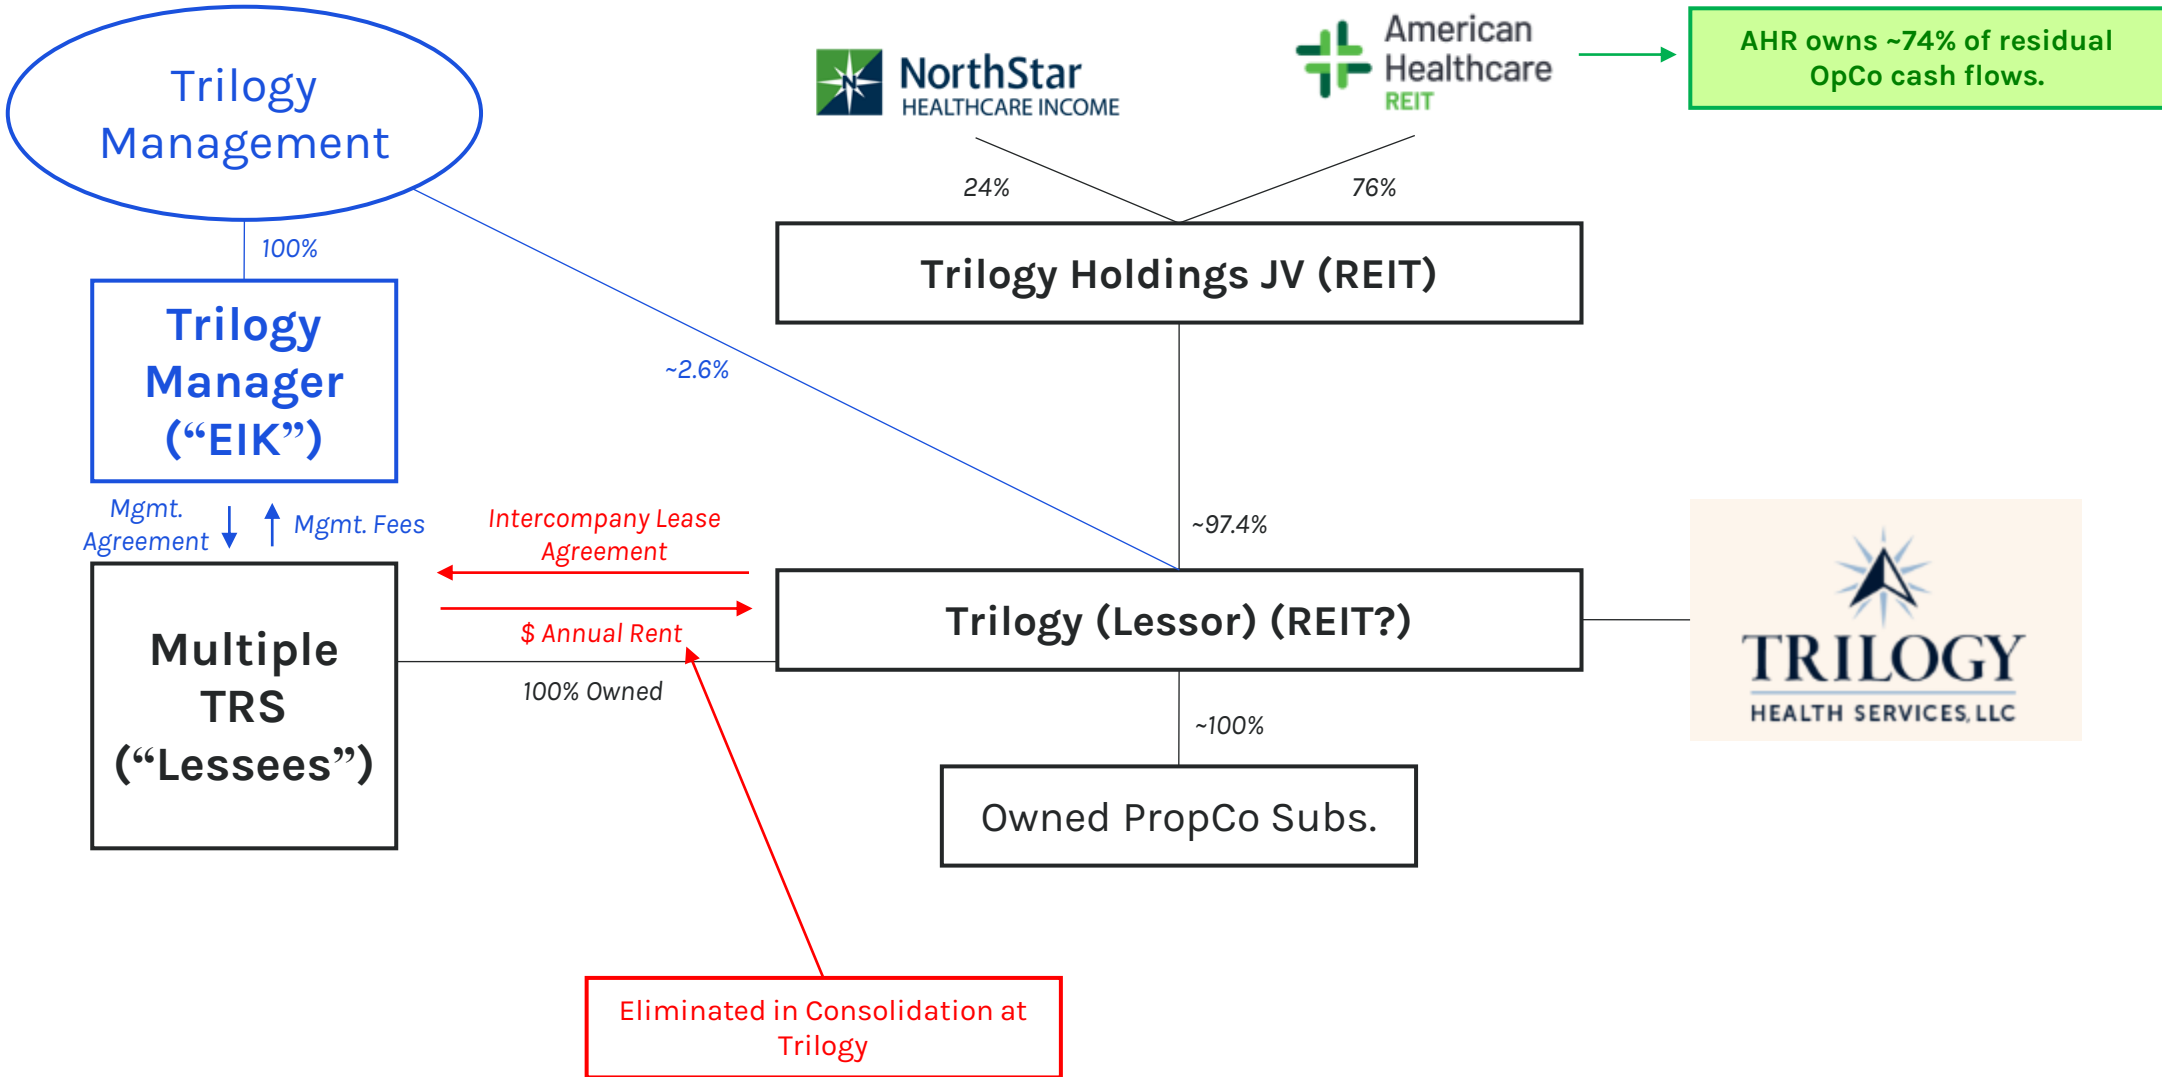 Trilogy
Management
NorthStar
HEALTHCARE INCOME
American
Healthcare
REIT
AHR owns ~74% of residual
OpCo cash flows.
24%
76%
100%
Trilogy Holdings JV (REIT)
Trilogy
Manager
(“EIK”)
~2.6%
Mgmt.
Agreement
Mgmt. Fees
Intercompany Lease
Agreement
~97.4%
Multiple
TRS
(“Lessees”)
$ Annual Rent
100% Owned
Trilogy (Lessor) (REIT?)
TRILOGY
HEALTH SERVICES, LLC
~100%
Owned PropCo Subs.
Eliminated in Consolidation at
Trilogy
N